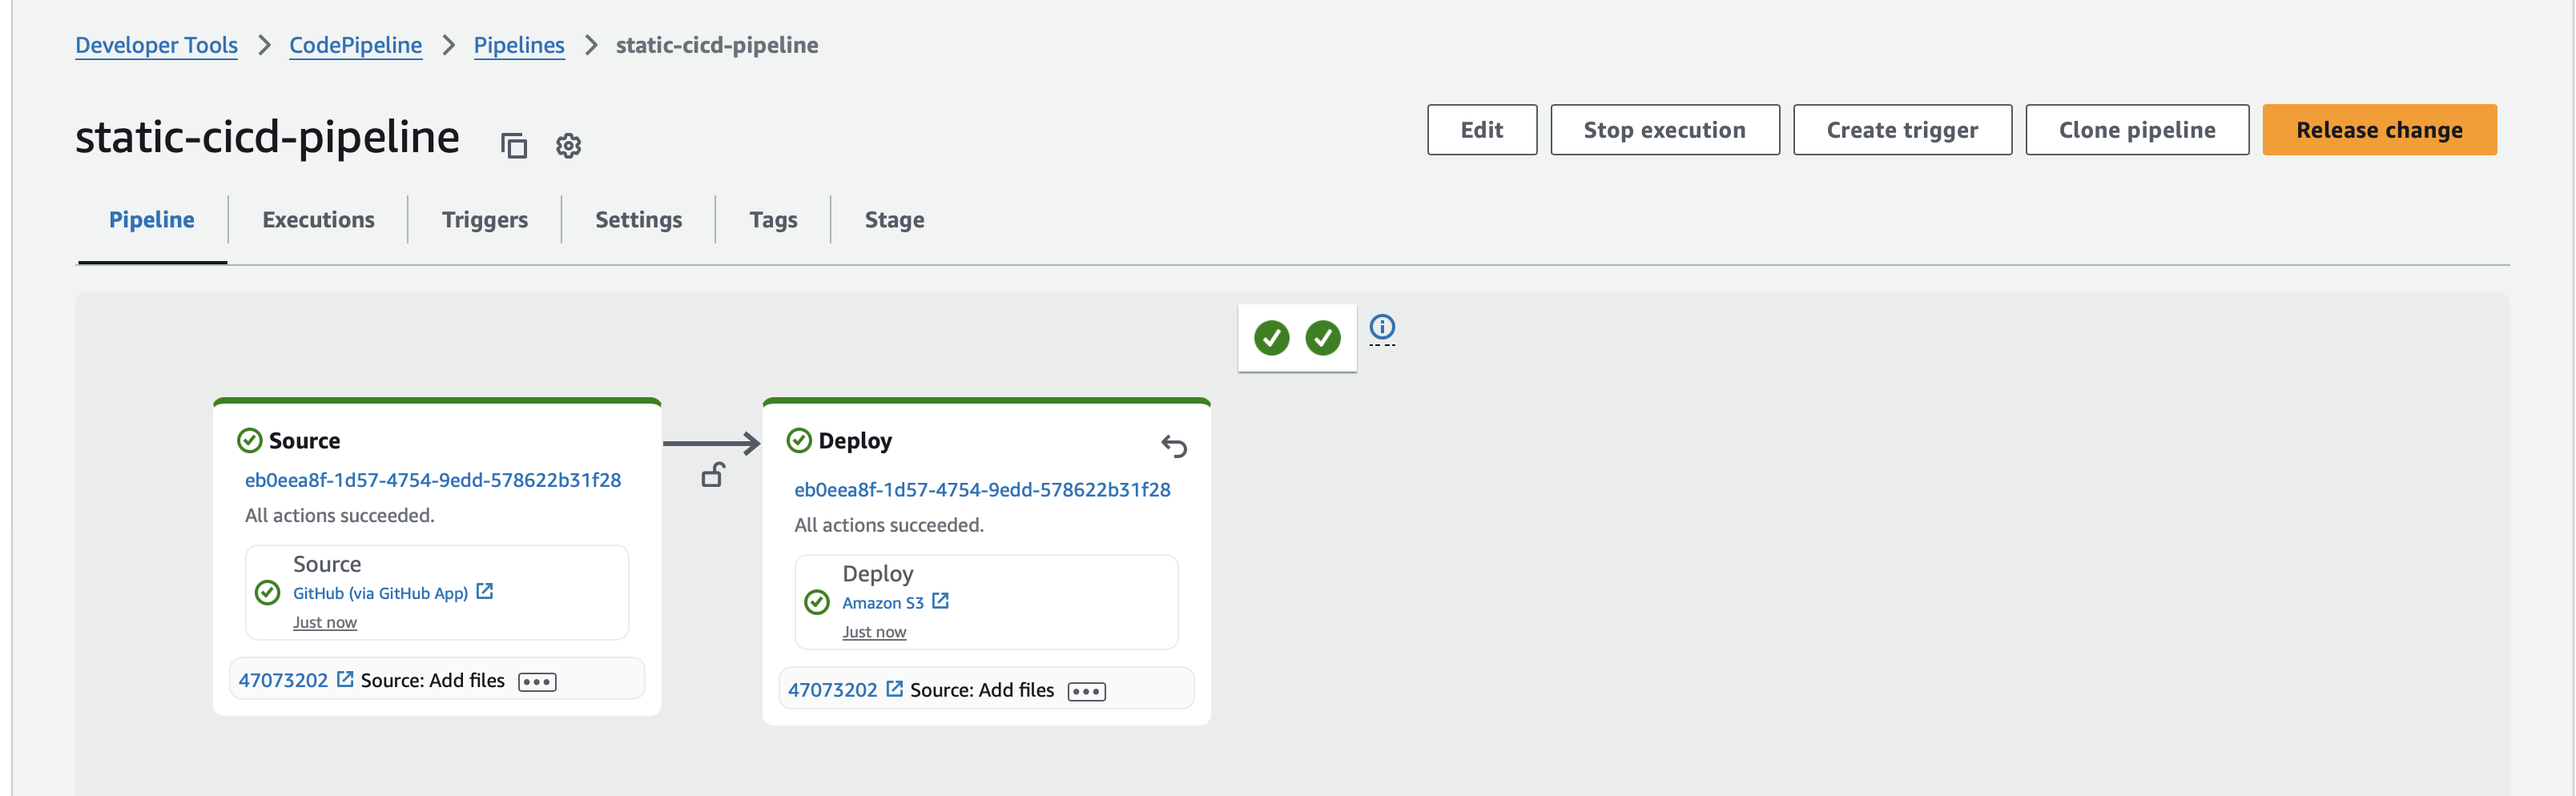 Developer Tools > CodePipeline > Pipelines > static-cicd-pipeline
static-cicd-pipeline
Edit
Stop execution
Create trigger
Clone pipeline
Release change
Pipeline
Executions
Triggers
Settings
Tags
Stage
Source
eb0eea8f-1d57-4754-9edd-578622b31f28
All actions succeeded.
Source
GitHub (via GitHub App)
Just now
47073202 Source: Add files
Deploy
eb0eea8f-1d57-4754-9edd-578622b31f28
All actions succeeded.
Deploy
Amazon S3
Just now
47073202 Source: Add files